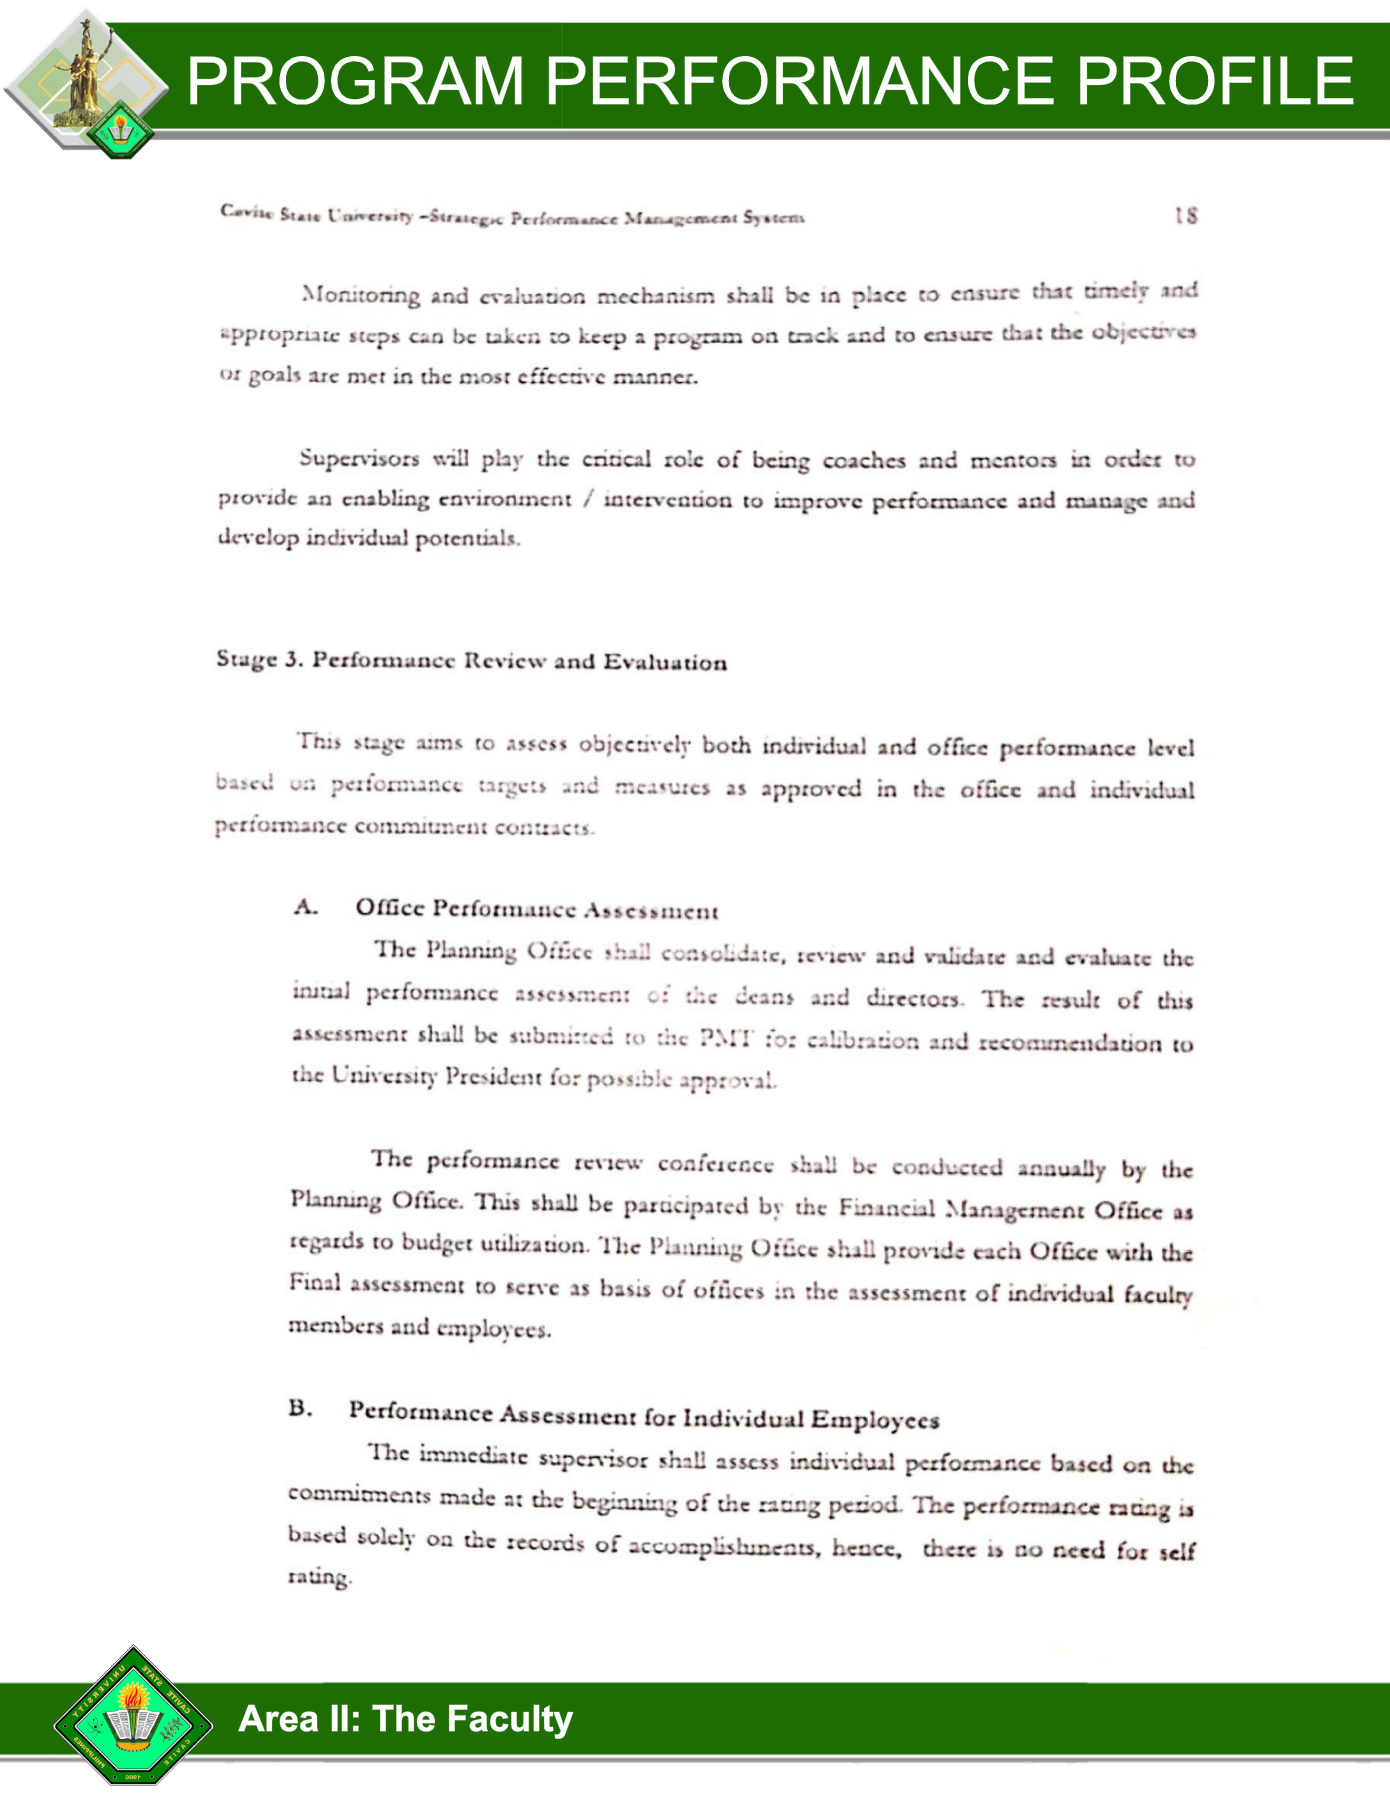 PROGRAM PERFORMANCE PROFILE
Cavite State University –Strategic Performance Management System 18
Monitoring and evaluation mechanism shall be in place to ensure that timely and
appropriate steps can be taken to keep a program on track and to ensure that the objectives
or goals are met in the most effective manner.
Supervisors will play the critical role of being coaches and mentors in order to
provide an enabling environment / intervention to improve performance and manage and
develop individual potentials.
Stage 3. Performance Review and Evaluation
This stage aims to assess objectively both individual and office performance level
based on performance targets and measures as approved in the office and individual
performance commitment contracts.
A. Office Performance Assessment
The Planning Office shall consolidate, review and validate and evaluate the
initial performance assessment of the deans and directors. The result of this
assessment shall be submitted to the PMT for calibration and recommendation to
the University President for possible approval.
The performance review conference shall be conducted annually by the
Planning Office. This shall be participated by the Financial Management Office as
regards to budget utilization. The Planning Office shall provide each Office with the
Final assessment to serve as basis of offices in the assessment of individual faculty
members and employees.
B. Performance Assessment for Individual Employees
The immediate supervisor shall assess individual performance based on the
commitments made at the beginning of the rating period. The performance rating is
based solely on the records of accomplishments, hence, there is no need for self
rating.
CAVITE STATE UNIVERSITY
CAVITE
PHILIPPINES
1906
Area II: The Faculty